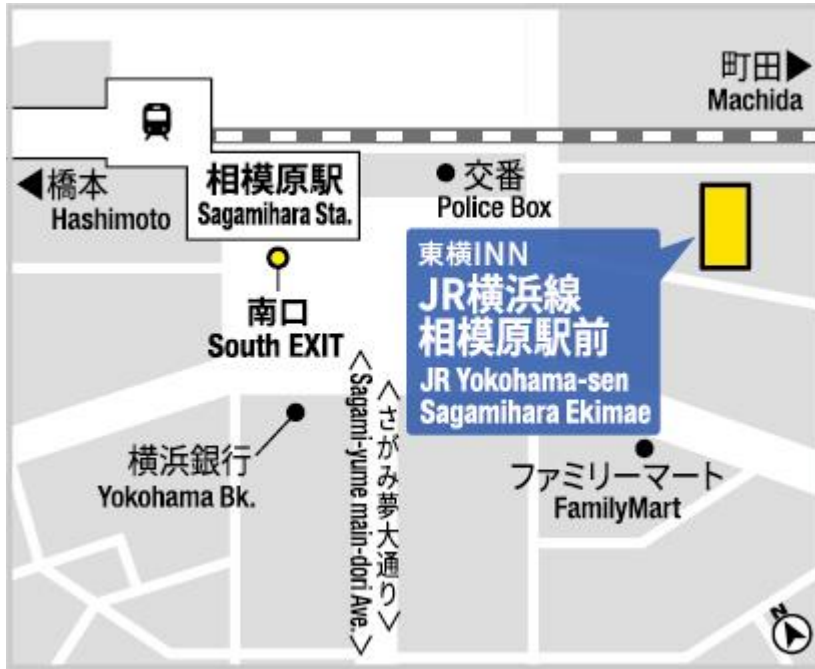 町田▶
Machida
◀橋本
Hashimoto
相模原駅
Sagamihara Sta.
交番
Police Box
南口
South EXIT
東横INN
JR横浜線
相模原駅前
JR Yokohama-sen
Sagamihara Ekimae
横浜銀行
Yokohama Bk.
<さがみ夢大通り>
<Sagami-yume main-dori Ave.>
ファミリーマート
FamilyMart
N